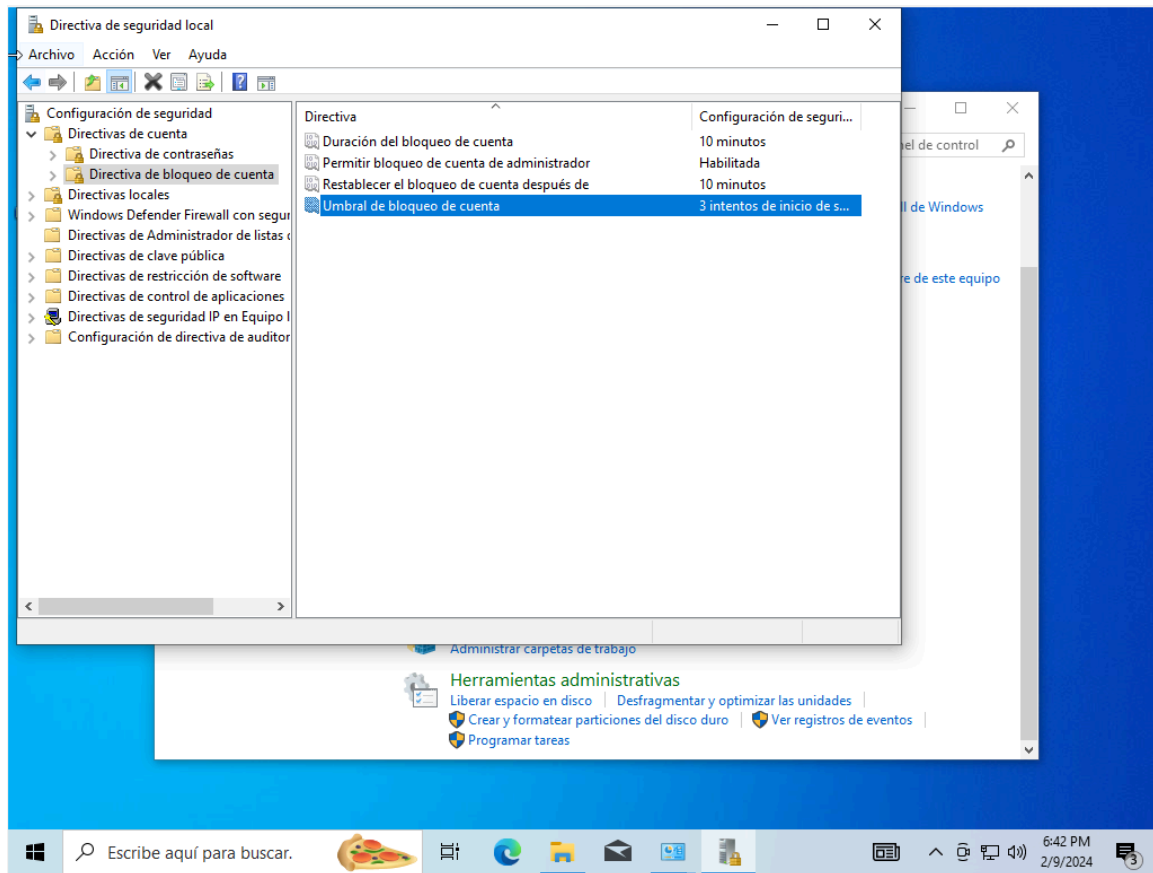 Directiva de seguridad local
Archivo Acción Ver Ayuda
Configuración de seguridad
Directivas de cuenta
Directiva de contraseñas
Directiva de bloqueo de cuenta
Directivas locales
Windows Defender Firewall con segur
Directivas de Administrador de listas
Directivas de clave pública
Directivas de restricción de software
Directivas de control de aplicaciones
Directivas de seguridad IP en Equipo l
Configuración de directiva de auditor
Directiva Configuración de seguri...
Duración del bloqueo de cuenta 10 minutos
Permitir bloqueo de cuenta de administrador Habilitada
Restablecer el bloqueo de cuenta después de 10 minutos
Umbral de bloqueo de cuenta 3 intentos de inicio de s...
nel de control
ll de Windows
re de este equipo
Administrar carpetas de trabajo
Herramientas administrativas
Liberar espacio en disco Desfragmentar y optimizar las unidades
Crear y formatear particiones del disco duro Ver registros de eventos
Programar tareas
Escribe aquí para buscar.
6:42 PM
2/9/2024
3